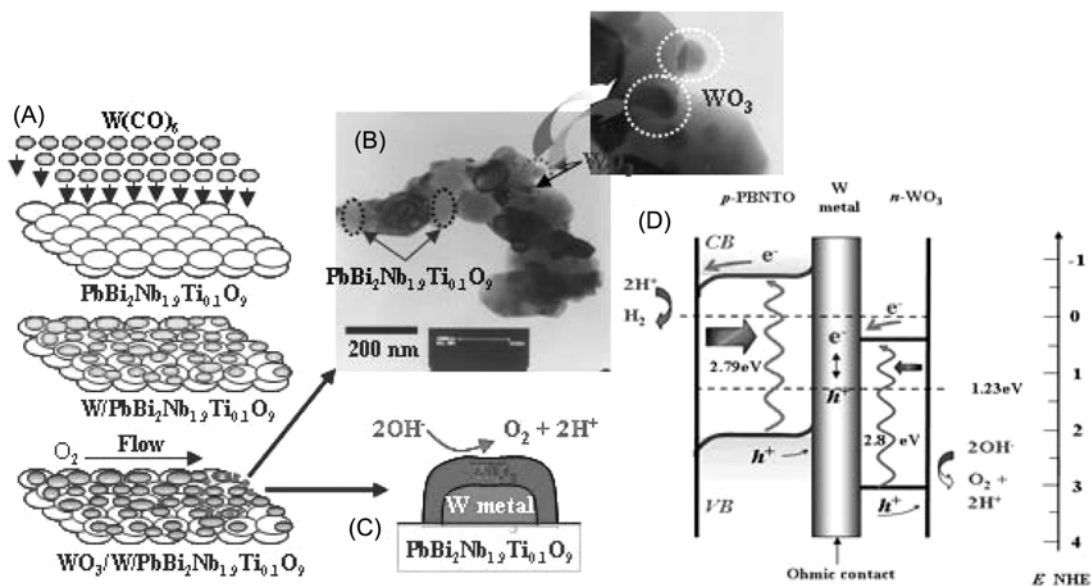 (A)
W(CO)₆
PbBi₂Nb₁.₉Ti₀.₁O₉
W/PbBi₂Nb₁.₉Ti₀.₁O₉
O₂ Flow
WO₃/W/PbBi₂Nb₁.₉Ti₀.₁O₉
(B)
WO₃
PbBi₂Nb₁.₉Ti₀.₁O₉
200 nm
(C)
2OH⁻ O₂ + 2H⁺
W metal
PbBi₂Nb₁.₉Ti₀.₁O₉
(D)
p-PBNTO
W
metal
n-WO₃
CB
e⁻
2H⁺
H₂
2.79eV
e⁻
e⁻
h⁺
2.8 eV
h⁺
h⁺
VB
1.23eV
2OH⁻
O₂ +
2H⁺
-1
0
1
2
3
4
Ohmic contact
E NHE